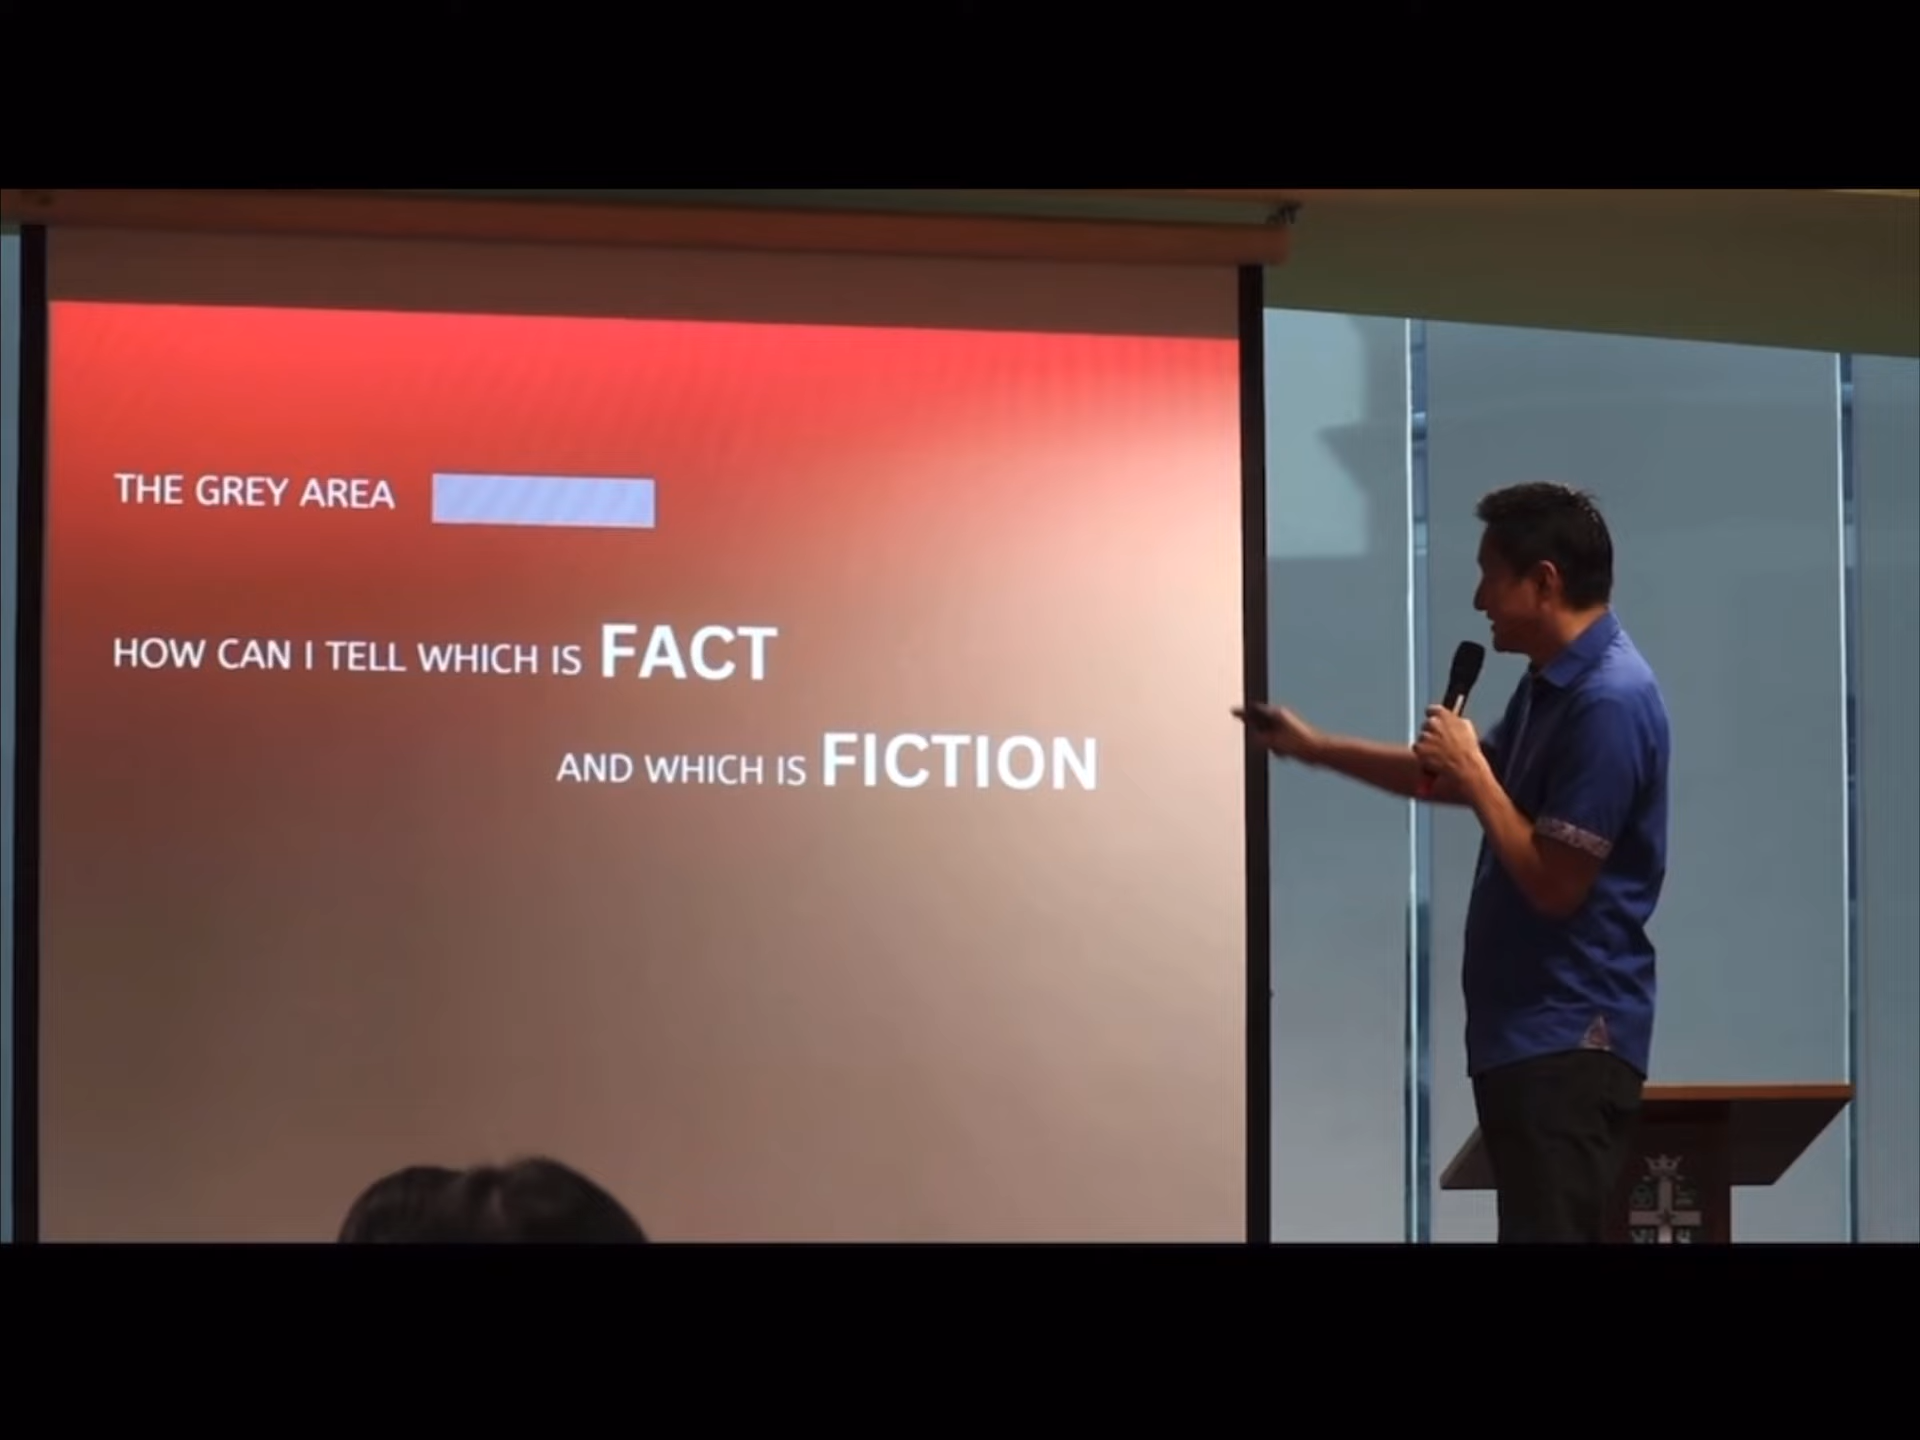 THE GREY AREA
HOW CAN I TELL WHICH IS FACT
AND WHICH IS FICTION